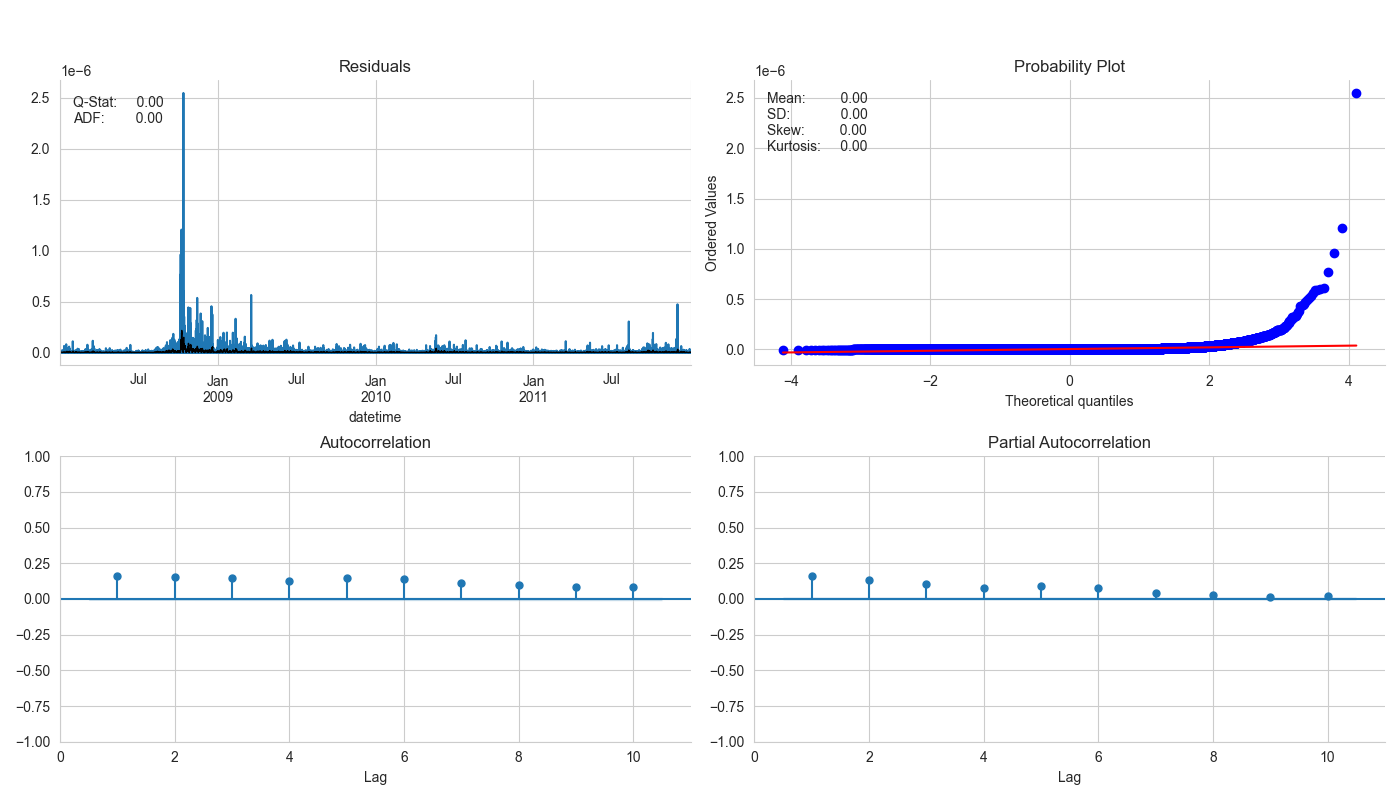 Residuals
1e−6
Q-Stat: 0.00
ADF: 0.00
2.5
2.0
1.5
1.0
0.5
0.0
Jul
Jan
2009
Jul
Jan
2010
Jul
Jan
2011
Jul
datetime
Probability Plot
1e−6
Mean: 0.00
SD: 0.00
Skew: 0.00
Kurtosis: 0.00
Ordered Values
2.5
2.0
1.5
1.0
0.5
0.0
−4 −2 0 2 4
Theoretical quantiles
Autocorrelation
1.00
0.75
0.50
0.25
0.00
−0.25
−0.50
−0.75
−1.00
0 2 4 6 8 10
Lag
Partial Autocorrelation
1.00
0.75
0.50
0.25
0.00
−0.25
−0.50
−0.75
−1.00
0 2 4 6 8 10
Lag